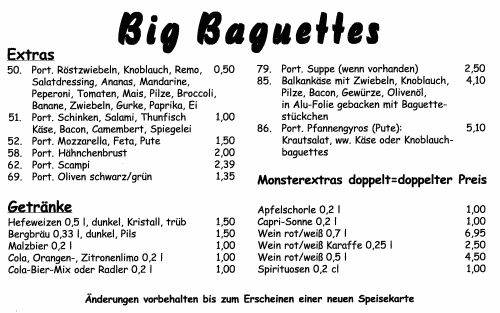 Big Baguettes
Extras
50. Port. Röstzwiebeln, Knoblauch, Remo, 0,50
Salatdressing, Ananas, Mandarine,
Peperoni, Tomaten, Mais, Pilze, Broccoli,
Banane, Zwiebeln, Gurke, Paprika, Ei
51. Port. Schinken, Salami, Thunfisch 1,00
Käse, Bacon, Camembert, Spiegelei
52. Port. Mozzarella, Feta, Pute 1,50
58. Port. Hähnchenbrust 2,00
62. Port. Scampi 2,39
69. Port. Oliven schwarz/grün 1,35
79. Port. Suppe (wenn vorhanden) 2,50
85. Balkankäse mit Zwiebeln, Knoblauch, 4,10
Pilze, Bacon, Gewürze, Olivenöl,
in Alu-Folie gebacken mit Baguette-
stückchen
86. Port. Pfannengyros (Pute): 5,10
Krautsalat, ww. Käse oder Knoblauch-
baguettes
Monsterextras doppelt=doppelter Preis
Getränke
Hefeweizen 0,5 l, dunkel, Kristall, trüb 1,50
Bergbräu 0,33 l, dunkel, Pils 1,50
Malzbier 0,2 l 1,00
Cola, Orangen-, Zitronenlimo 0,2 l 1,00
Cola-Bier-Mix oder Radler 0,2 l 1,00
Apfelschorle 0,2 l 1,00
Capri-Sonne 0,2 l 1,00
Wein rot/weiß 0,7 l 6,95
Wein rot/weiß Karaffe 0,25 l 2,50
Wein rot/weiß 0,5 l 4,50
Spirituosen 0,2 cl 1,00
Änderungen vorbehalten bis zum Erscheinen einer neuen Speisekarte